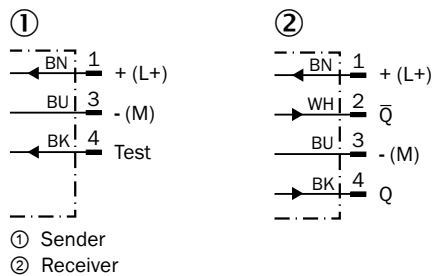 ① ②
BN 1 + (L+)
BU 3 - (M)
BK 4 Test
BN 1 + (L+)
WH 2 Q̅
BU 3 - (M)
BK 4 Q
① Sender
② Receiver